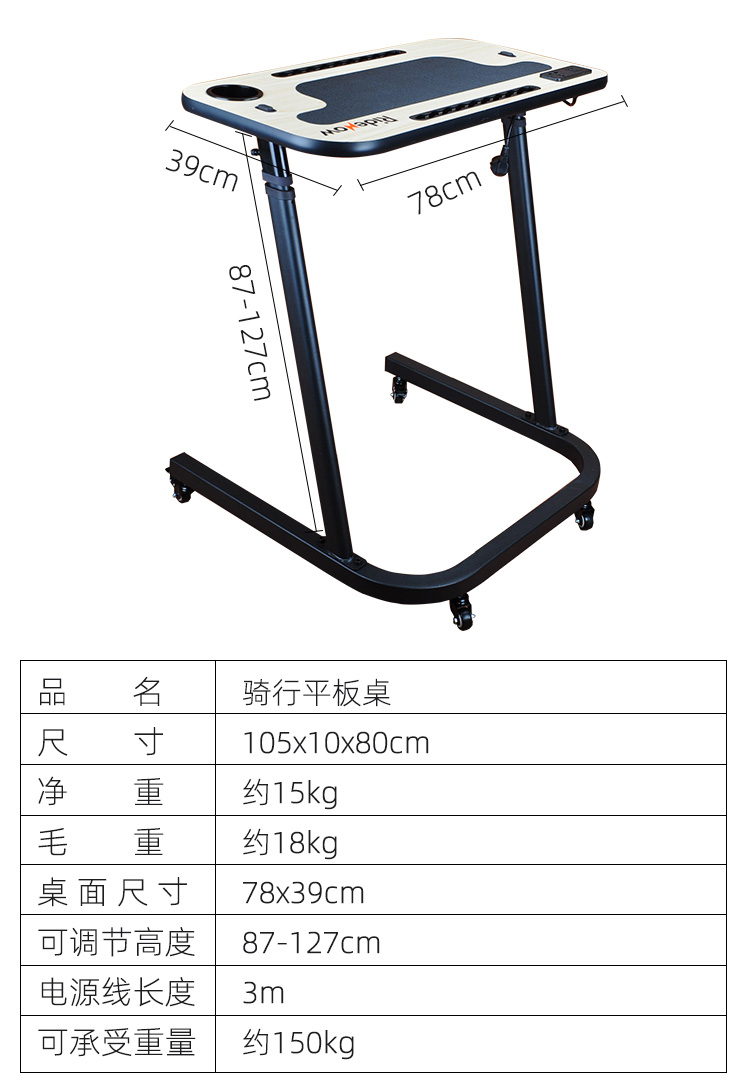 RideNow
39cm
78cm
87-127cm
品 名 骑行平板桌
尺 寸 105x10x80cm
净 重 约15kg
毛 重 约18kg
桌面尺寸 78x39cm
可调节高度 87-127cm
电源线长度 3m
可承受重量 约150kg